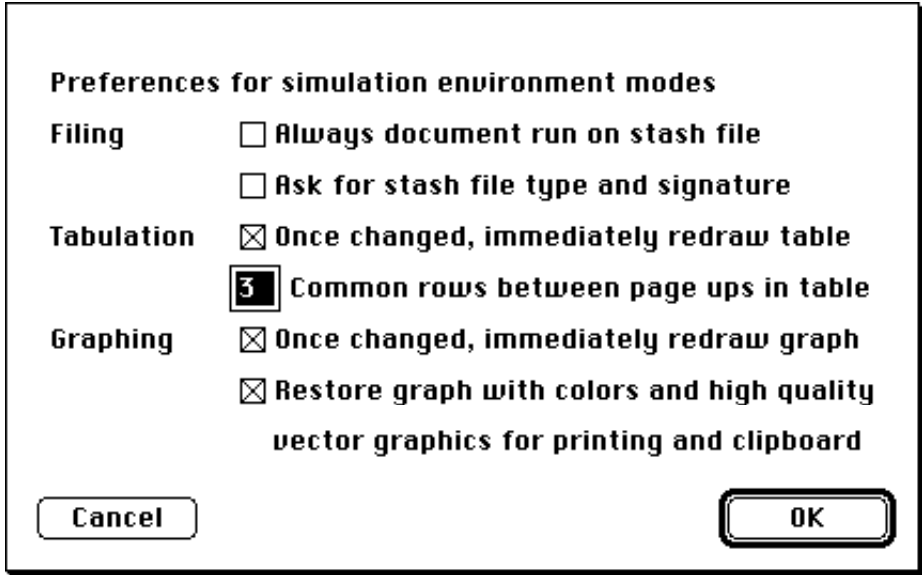 Preferences for simulation environment modes
Filing Always document run on stash file
Ask for stash file type and signature
Tabulation Once changed, immediately redraw table
3 Common rows between page ups in table
Graphing Once changed, immediately redraw graph
Restore graph with colors and high quality
vector graphics for printing and clipboard
Cancel OK